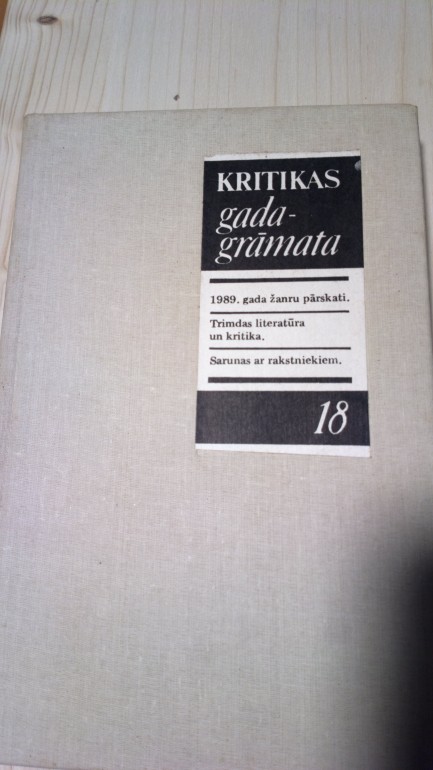 KRITIKAS
gada-
grāmata
1989. gada žanru pārskati.
Trimdas literatūra
un kritika.
Sarunas ar rakstniekiem.
18